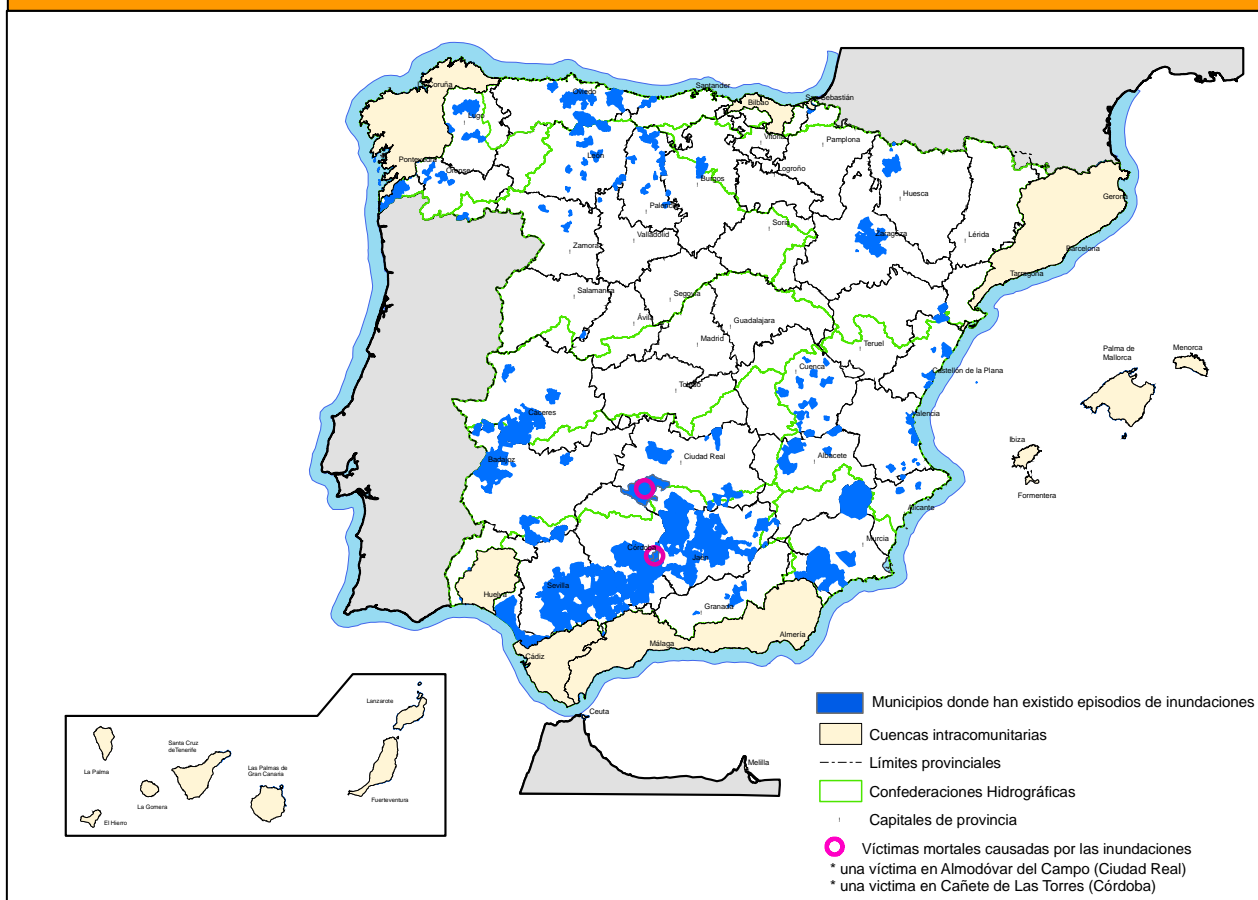 La Coruña
Lugo
Oviedo
Santander
Bilbao
San Sebastián
Vitoria
Pamplona
Pontevedra
Orense
León
Burgos
Logroño
Huesca
Gerona
Palencia
Soria
Zaragoza
Lérida
Zamora
Valladolid
Barcelona
Tarragona
Salamanca
Segovia
Ávila
Guadalajara
Madrid
Teruel
Palma de
Mallorca
Menorca
Cuenca
Castellón de la Plana
Toledo
Cáceres
Valencia
Ibiza
Badajoz
Ciudad Real
Albacete
Formentera
Alicante
Murcia
Córdoba
Jaén
Sevilla
Huelva
Granada
Almería
Málaga
Cádiz
Ceuta
Melilla
Lanzarote
Santa Cruz
deTenerife
La Palma
Las Palmas de
Gran Canaria
La Gomera
Fuerteventura
El Hierro
Municipios donde han existido episodios de inundaciones
Cuencas intracomunitarias
Límites provinciales
Confederaciones Hidrográficas
Capitales de provincia
Víctimas mortales causadas por las inundaciones
* una víctima en Almodóvar del Campo (Ciudad Real)
* una victima en Cañete de Las Torres (Córdoba)